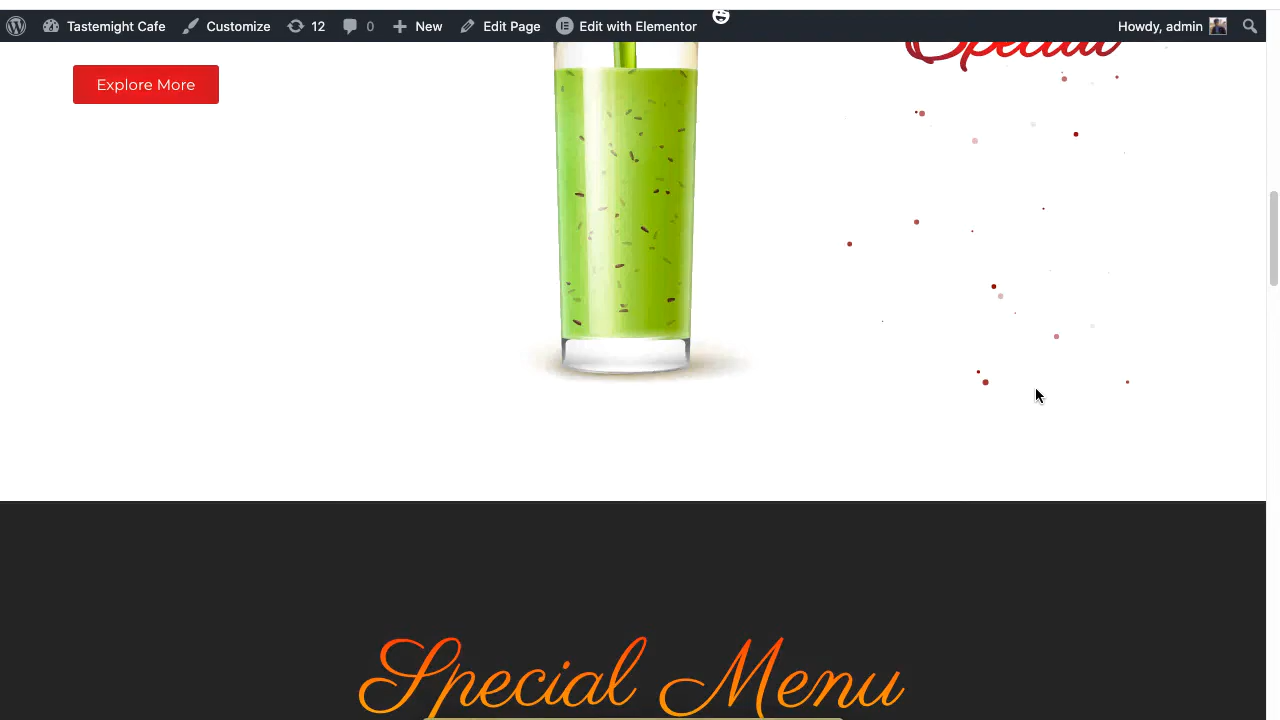 Tastemight Cafe Customize 12 0 New Edit Page Edit with Elementor Howdy, admin
Special
Explore More
Special Menu